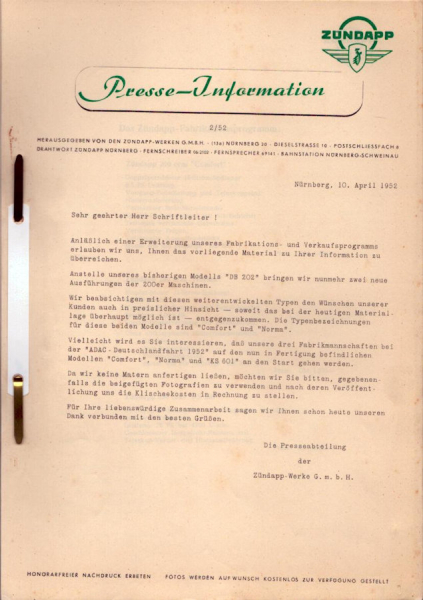 ZÜNDAPP
Presse-Information
2/52
HERAUSGEGEBEN VON DEN ZÜNDAPP-WERKEN G.M.B.H. · (13a) NÜRNBERG 20 · DIESELSTRASSE 10 · POSTSCHLIESSFACH 6
DRAHTWORT ZÜNDAPP NÜRNBERG · FERNSCHREIBER · FERNSPRECHER 69141 · BAHNSTATION NÜRNBERG-SCHWEINAU
Nürnberg, 10. April 1952
Sehr geehrter Herr Schriftleiter !
Anläßlich einer Erweiterung unseres Fabrikations- und Verkaufsprogramms
erlauben wir uns, Ihnen das vorliegende Material zu Ihrer Information zu
überreichen.
Anstelle unseres bisherigen Modells "DB 202" bringen wir nunmehr zwei neue
Ausführungen der 200er Maschinen.
Wir beabsichtigen mit diesen weiterentwickelten Typen den Wünschen unserer
Kunden auch in preislicher Hinsicht — soweit das bei der heutigen Material-
lage überhaupt möglich ist — entgegenzukommen. Die Typenbezeichnungen
für diese beiden Modelle sind "Comfort" und "Norma".
Vielleicht wird es Sie interessieren, daß unsere drei Fabrikmannschaften bei
der "ADAC-Deutschlandfahrt 1952" auf den nun in Fertigung befindlichen
Modellen "Comfort", "Norma" und "KS 601" an den Start gehen werden.
Da wir keine Matern anfertigen ließen, möchten wir Sie bitten, gegebenen-
falls die beigefügten Fotografien zu verwenden und nach deren Veröffent-
lichung uns die Klischeekosten in Rechnung zu stellen.
Für Ihre liebenswürdige Zusammenarbeit sagen wir Ihnen schon heute unseren
Dank verbunden mit den besten Grüßen.
Die Presseabteilung
der
Zündapp-Werke G. m. b. H.
HONORARFREIER NACHDRUCK ERBETEN FOTOS WERDEN AUF WUNSCH KOSTENLOS ZUR VERFÜGUNG GESTELLT